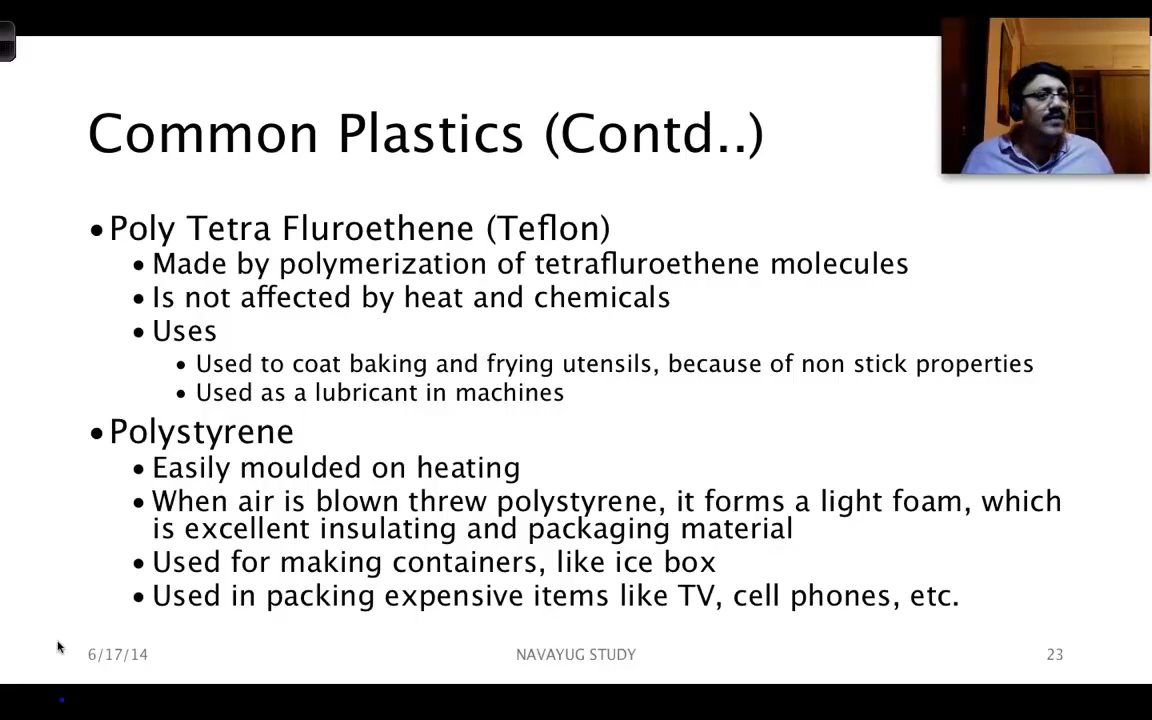 Common Plastics (Contd..)
•Poly Tetra Fluroethene (Teflon)
•Made by polymerization of tetrafluroethene molecules
•Is not affected by heat and chemicals
•Uses
•Used to coat baking and frying utensils, because of non stick properties
•Used as a lubricant in machines
•Polystyrene
•Easily moulded on heating
•When air is blown threw polystyrene, it forms a light foam, which
is excellent insulating and packaging material
•Used for making containers, like ice box
•Used in packing expensive items like TV, cell phones, etc.
6/17/14 NAVAYUG STUDY 23